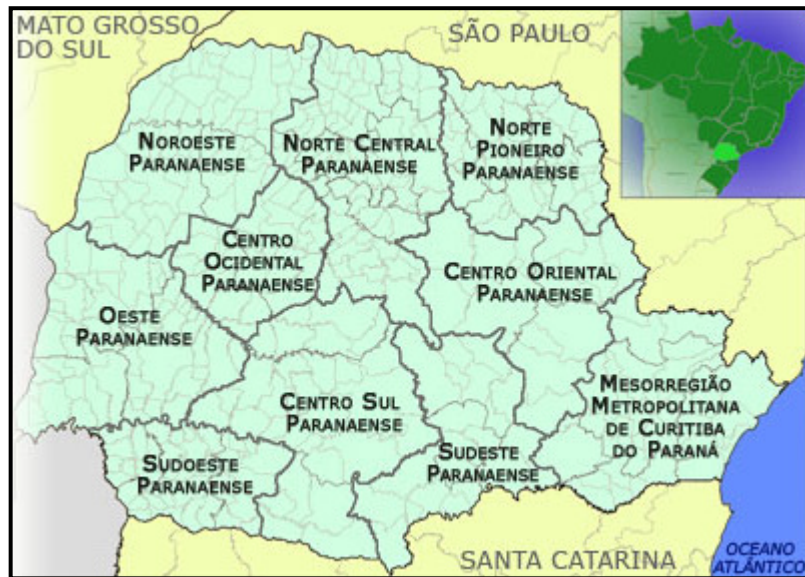 MATO GROSSO
DO SUL
SÃO PAULO
NOROESTE
PARANAENSE
NORTE CENTRAL
PARANAENSE
NORTE
PIONEIRO
PARANAENSE
CENTRO
OCIDENTAL
PARANAENSE
CENTRO ORIENTAL
PARANAENSE
OESTE
PARANAENSE
CENTRO SUL
PARANAENSE
MESORREGIÃO
METROPOLITANA
DE CURITIBA
DO PARANÁ
SUDOESTE
PARANAENSE
SUDESTE
PARANAENSE
SANTA CATARINA
OCEANO
ATLÂNTICO